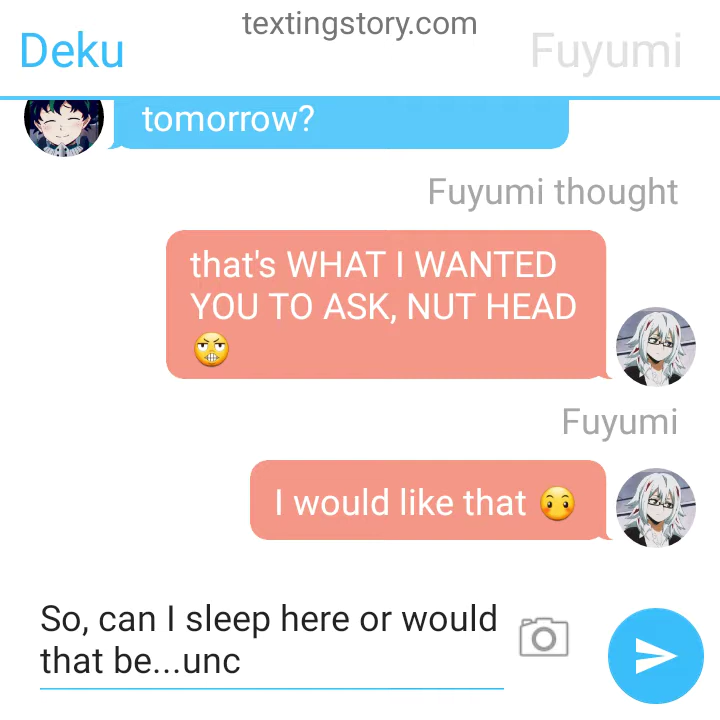 textingstory.com
Deku
Fuyumi
tomorrow?
Fuyumi thought
that's WHAT I WANTED
YOU TO ASK, NUT HEAD
Fuyumi
I would like that
So, can I sleep here or would
that be...unc